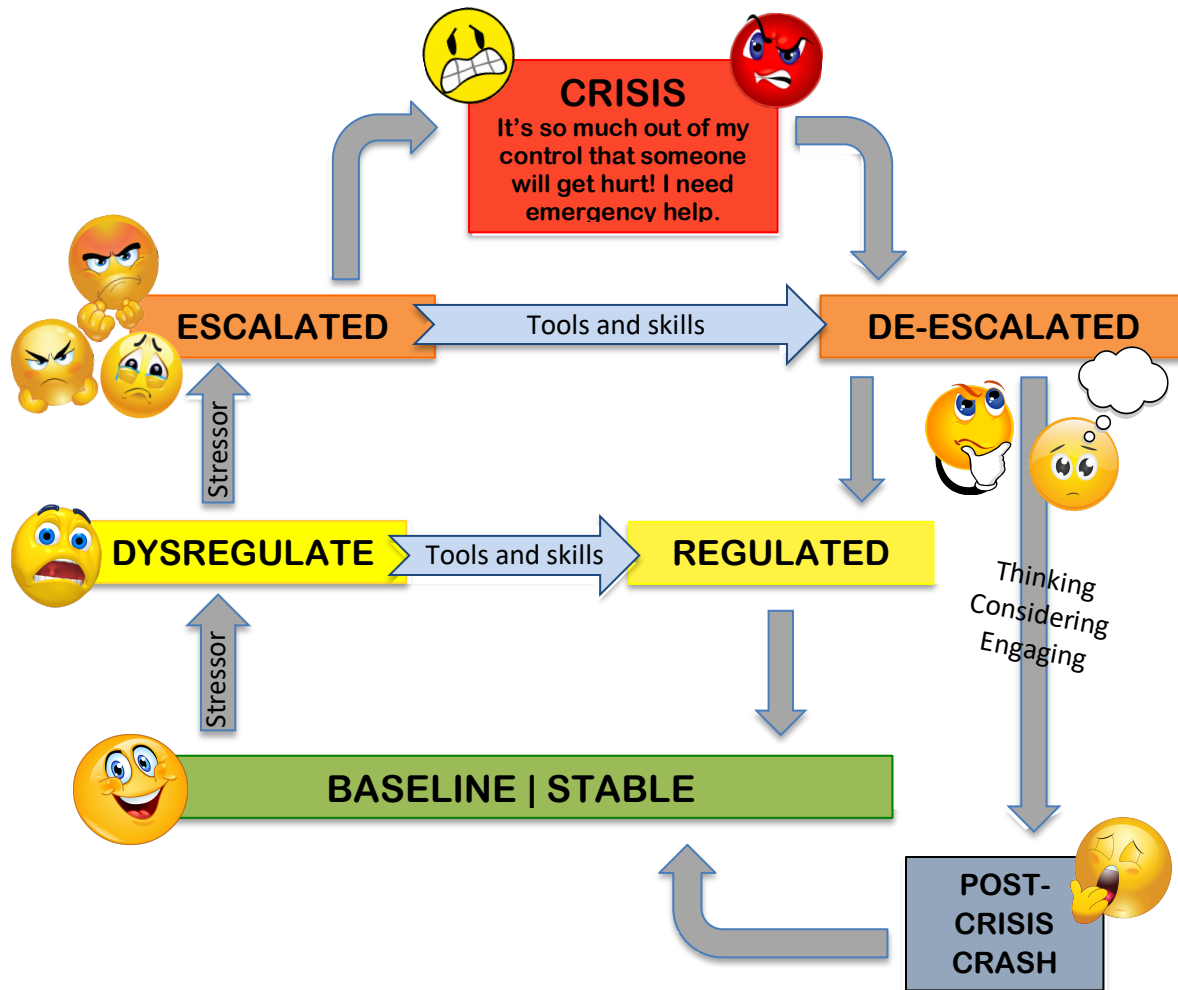 CRISIS
It's so much out of my
control that someone
will get hurt! I need
emergency help.
ESCALATED
Tools and skills
DE-ESCALATED
Stressor
DYSREGULATE
Tools and skills
REGULATED
Thinking
Considering
Engaging
Stressor
BASELINE | STABLE
POST-
CRISIS
CRASH